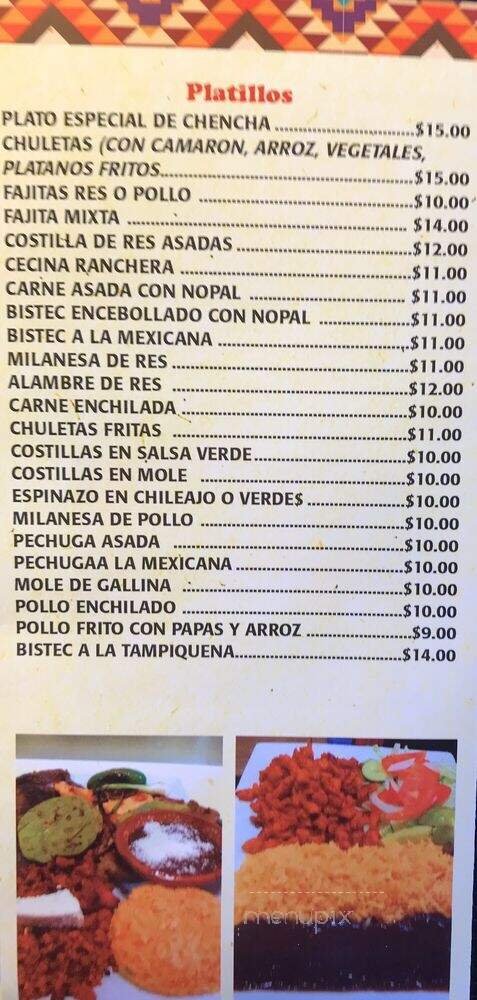 Platillos
PLATO ESPECIAL DE CHENCHA ........................$15.00
CHULETAS (CON CAMARON, ARROZ, VEGETALES,
PLATANOS FRITOS............................................$15.00
FAJITAS RES O POLLO .....................................$10.00
FAJITA MIXTA ................................................ $14.00
COSTILLA DE RES ASADAS ..............................$12.00
CECINA RANCHERA .......................................$11.00
CARNE ASADA CON NOPAL ........................... $11.00
BISTEC ENCEBOLLADO CON NOPAL ................$11.00
BISTEC A LA MEXICANA .................................$11.00
MILANESA DE RES .........................................$11.00
ALAMBRE DE RES .........................................$12.00
CARNE ENCHILADA .......................................$10.00
CHULETAS FRITAS .........................................$11.00
COSTILLAS EN SALSA VERDE...........................$10.00
COSTILLAS EN MOLE .....................................$10.00
ESPINAZO EN CHILEAJO O VERDE$ .................$10.00
MILANESA DE POLLO ....................................$10.00
PECHUGA ASADA .........................................$10.00
PECHUGAA LA MEXICANA .............................$10.00
MOLE DE GALLINA .......................................$10.00
POLLO ENCHILADO .......................................$10.00
POLLO FRITO CON PAPAS Y ARROZ ..................$9.00
BISTEC A LA TAMPIQUENA..............................$14.00
menupix